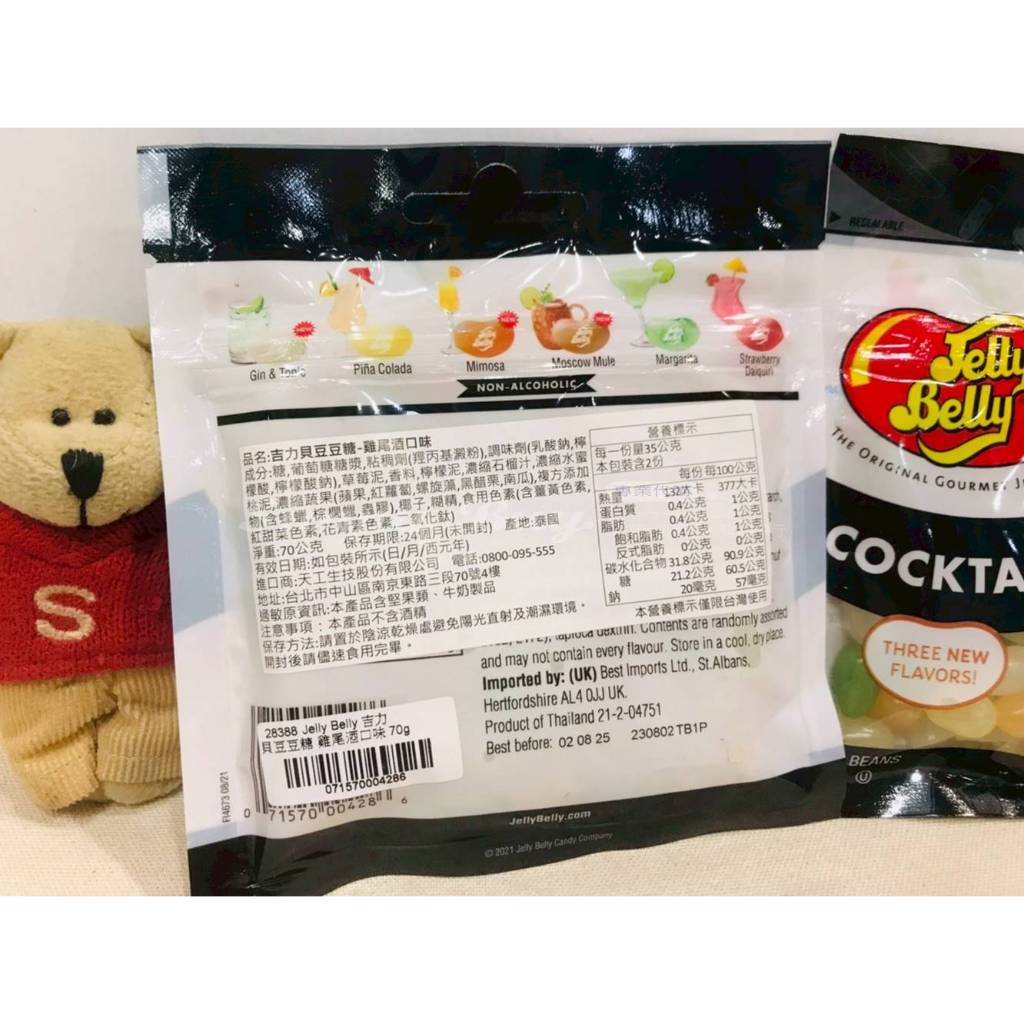 RESEALABLE
NEW
NEW
NEW
Gin & Tonic
Piña Colada
Mimosa
Moscow Mule
Margarita
Strawberry
Daiquiri
NON-ALCOHOLIC
品名:吉力貝豆豆糖-雞尾酒口味
成分:糖,葡萄糖糖漿,粘稠劑(羥丙基澱粉),調味劑(乳酸鈉,檸
檬酸,檸檬酸鈉),草莓泥,香料,檸檬泥,濃縮石榴汁,濃縮水蜜
桃泥,濃縮蔬果(蘋果,紅蘿蔔,螺旋藻,黑醋栗,南瓜),複方添加
物(含蜂蠟,棕櫚蠟,蟲膠),椰子,糊精,食用色素(含薑黃色素,
紅甜菜色素,花青素色素,二氧化鈦)
淨重:70公克 保存期限:24個月(未開封) 產地:泰國
有效日期:如包裝所示(日/月/西元年)
進口商:天工生技股份有限公司 電話:0800-095-555
地址:台北市中山區南京東路三段70號4樓
過敏原資訊:本產品含堅果類、牛奶製品
注意事項：本產品不含酒精
保存方法:請置於陰涼乾燥處避免陽光直射及潮濕環境。
開封後請儘速食用完畢。
營養標示
每一份量35公克
本包裝含2份
每份 每100公克
熱量 132大卡 377大卡
蛋白質 0.4公克 1公克
脂肪 0.4公克 1公克
飽和脂肪 0.4公克 1公克
反式脂肪 0公克 0公克
碳水化合物 31.8公克 90.9公克
糖 21.2公克 60.5公克
鈉 20毫克 57毫克
本營養標示僅限台灣使用
tapioca dextrin. Contents are randomly assorted
and may not contain every flavour. Store in a cool, dry place.
Imported by: (UK) Best Imports Ltd., St.Albans,
Hertfordshire AL4 0JJ UK.
Product of Thailand 21-2-04751
Best before: 02 08 25 230802 TB1P
28388 Jelly Belly 吉力
貝豆豆糖 雞尾酒口味 70g
071570004286
0 71570 00428 6
FI4673 08/21
JellyBelly.com
© 2021 Jelly Belly Candy Company
S
Jelly
Belly
THE ORIGINAL GOURMET
COCKTA
THREE NEW
FLAVORS!
BEANS
U